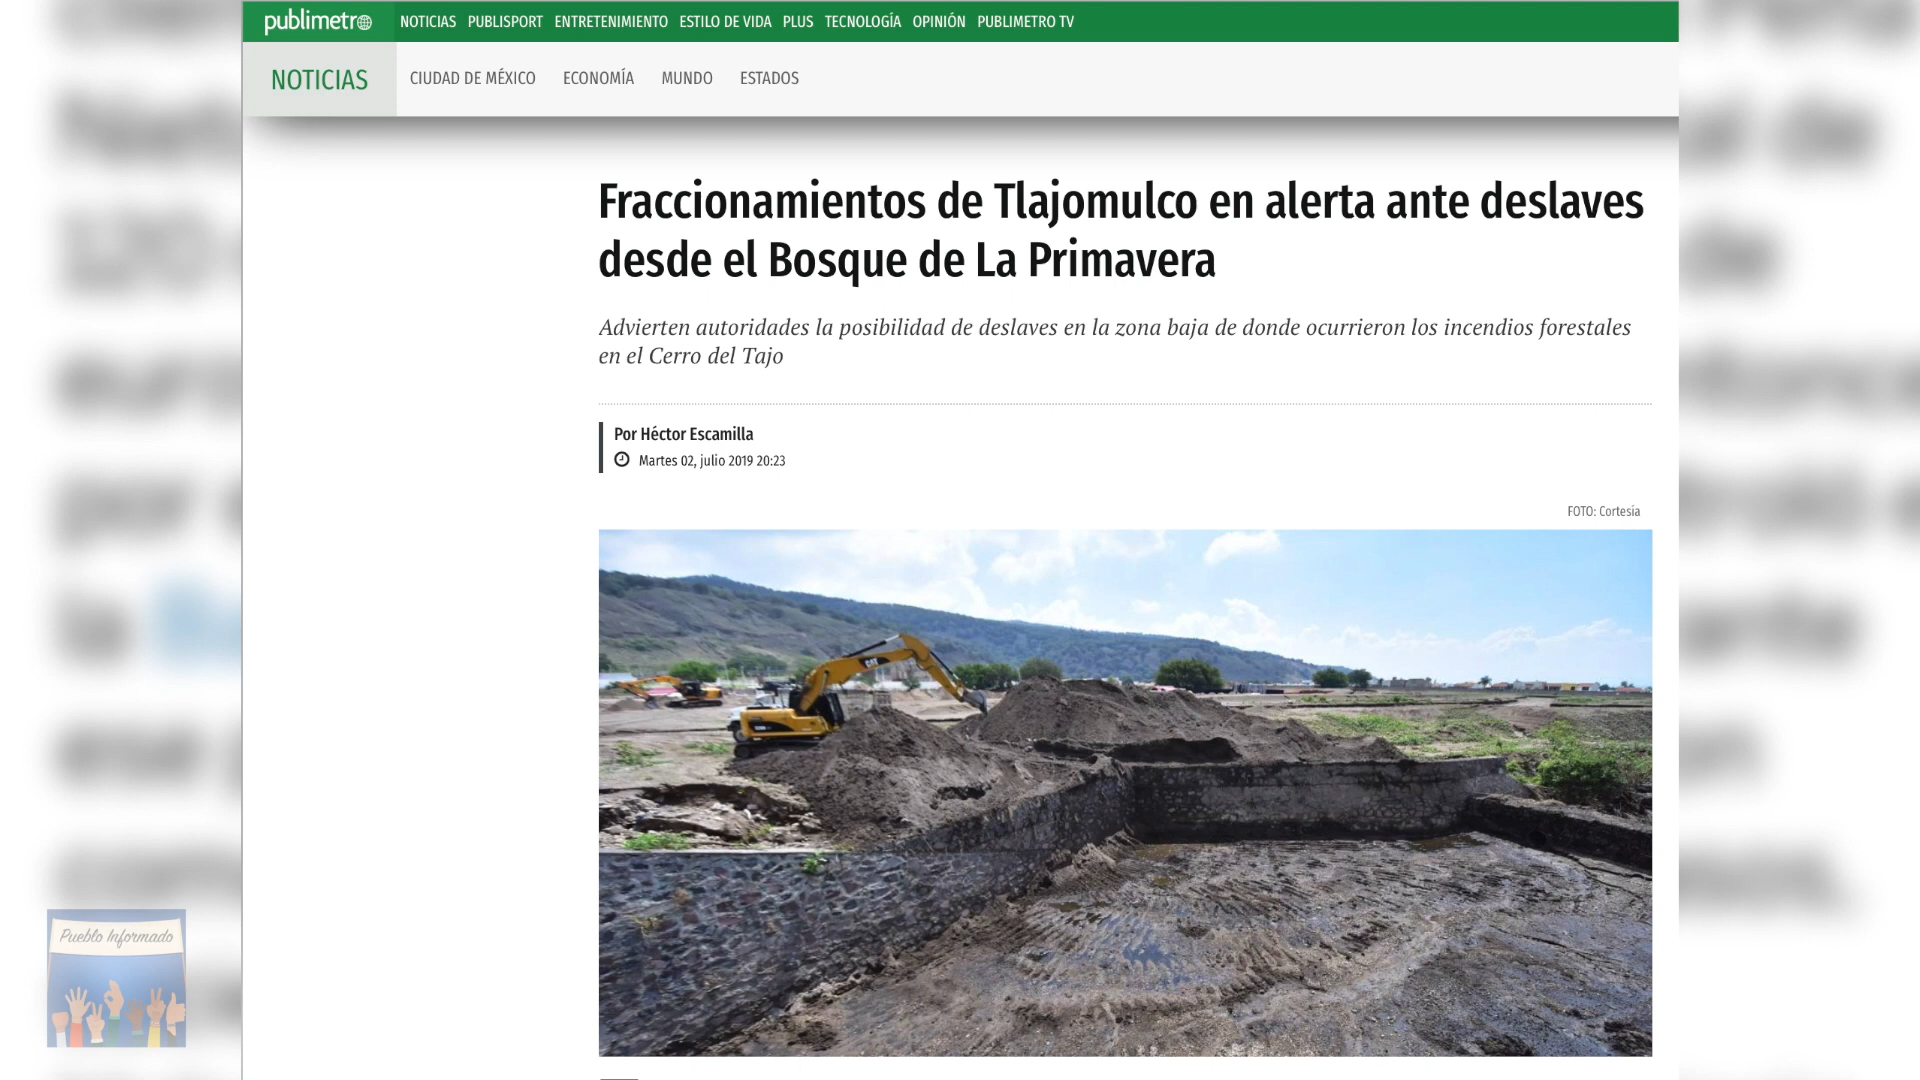 publimetro NOTICIAS PUBLISPORT ENTRETENIMIENTO ESTILO DE VIDA PLUS TECNOLOGÍA OPINIÓN PUBLIMETRO TV
NOTICIAS CIUDAD DE MÉXICO ECONOMÍA MUNDO ESTADOS
Fraccionamientos de Tlajomulco en alerta ante deslaves
desde el Bosque de La Primavera
Advierten autoridades la posibilidad de deslaves en la zona baja de donde ocurrieron los incendios forestales
en el Cerro del Tajo
Por Héctor Escamilla
Martes 02, julio 2019 20:23
FOTO: Cortesía
CAT
Pueblo Informado